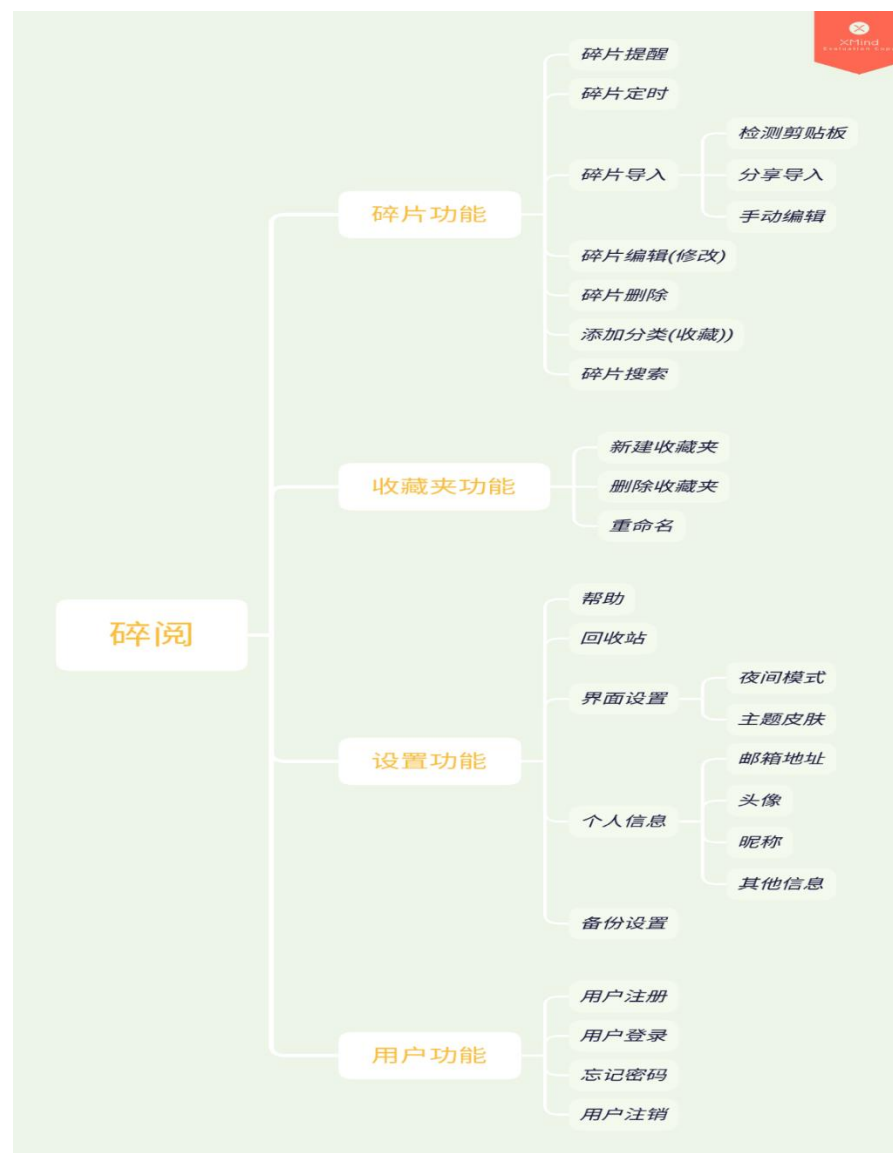 XMind
Evaluation Copy
碎片提醒
碎片定时
检测剪贴板
碎片导入
分享导入
手动编辑
碎片功能
碎片编辑(修改)
碎片删除
添加分类(收藏))
碎片搜索
新建收藏夹
收藏夹功能
删除收藏夹
重命名
碎阅
帮助
回收站
夜间模式
界面设置
主题皮肤
设置功能
邮箱地址
头像
个人信息
昵称
其他信息
备份设置
用户注册
用户登录
用户功能
忘记密码
用户注销